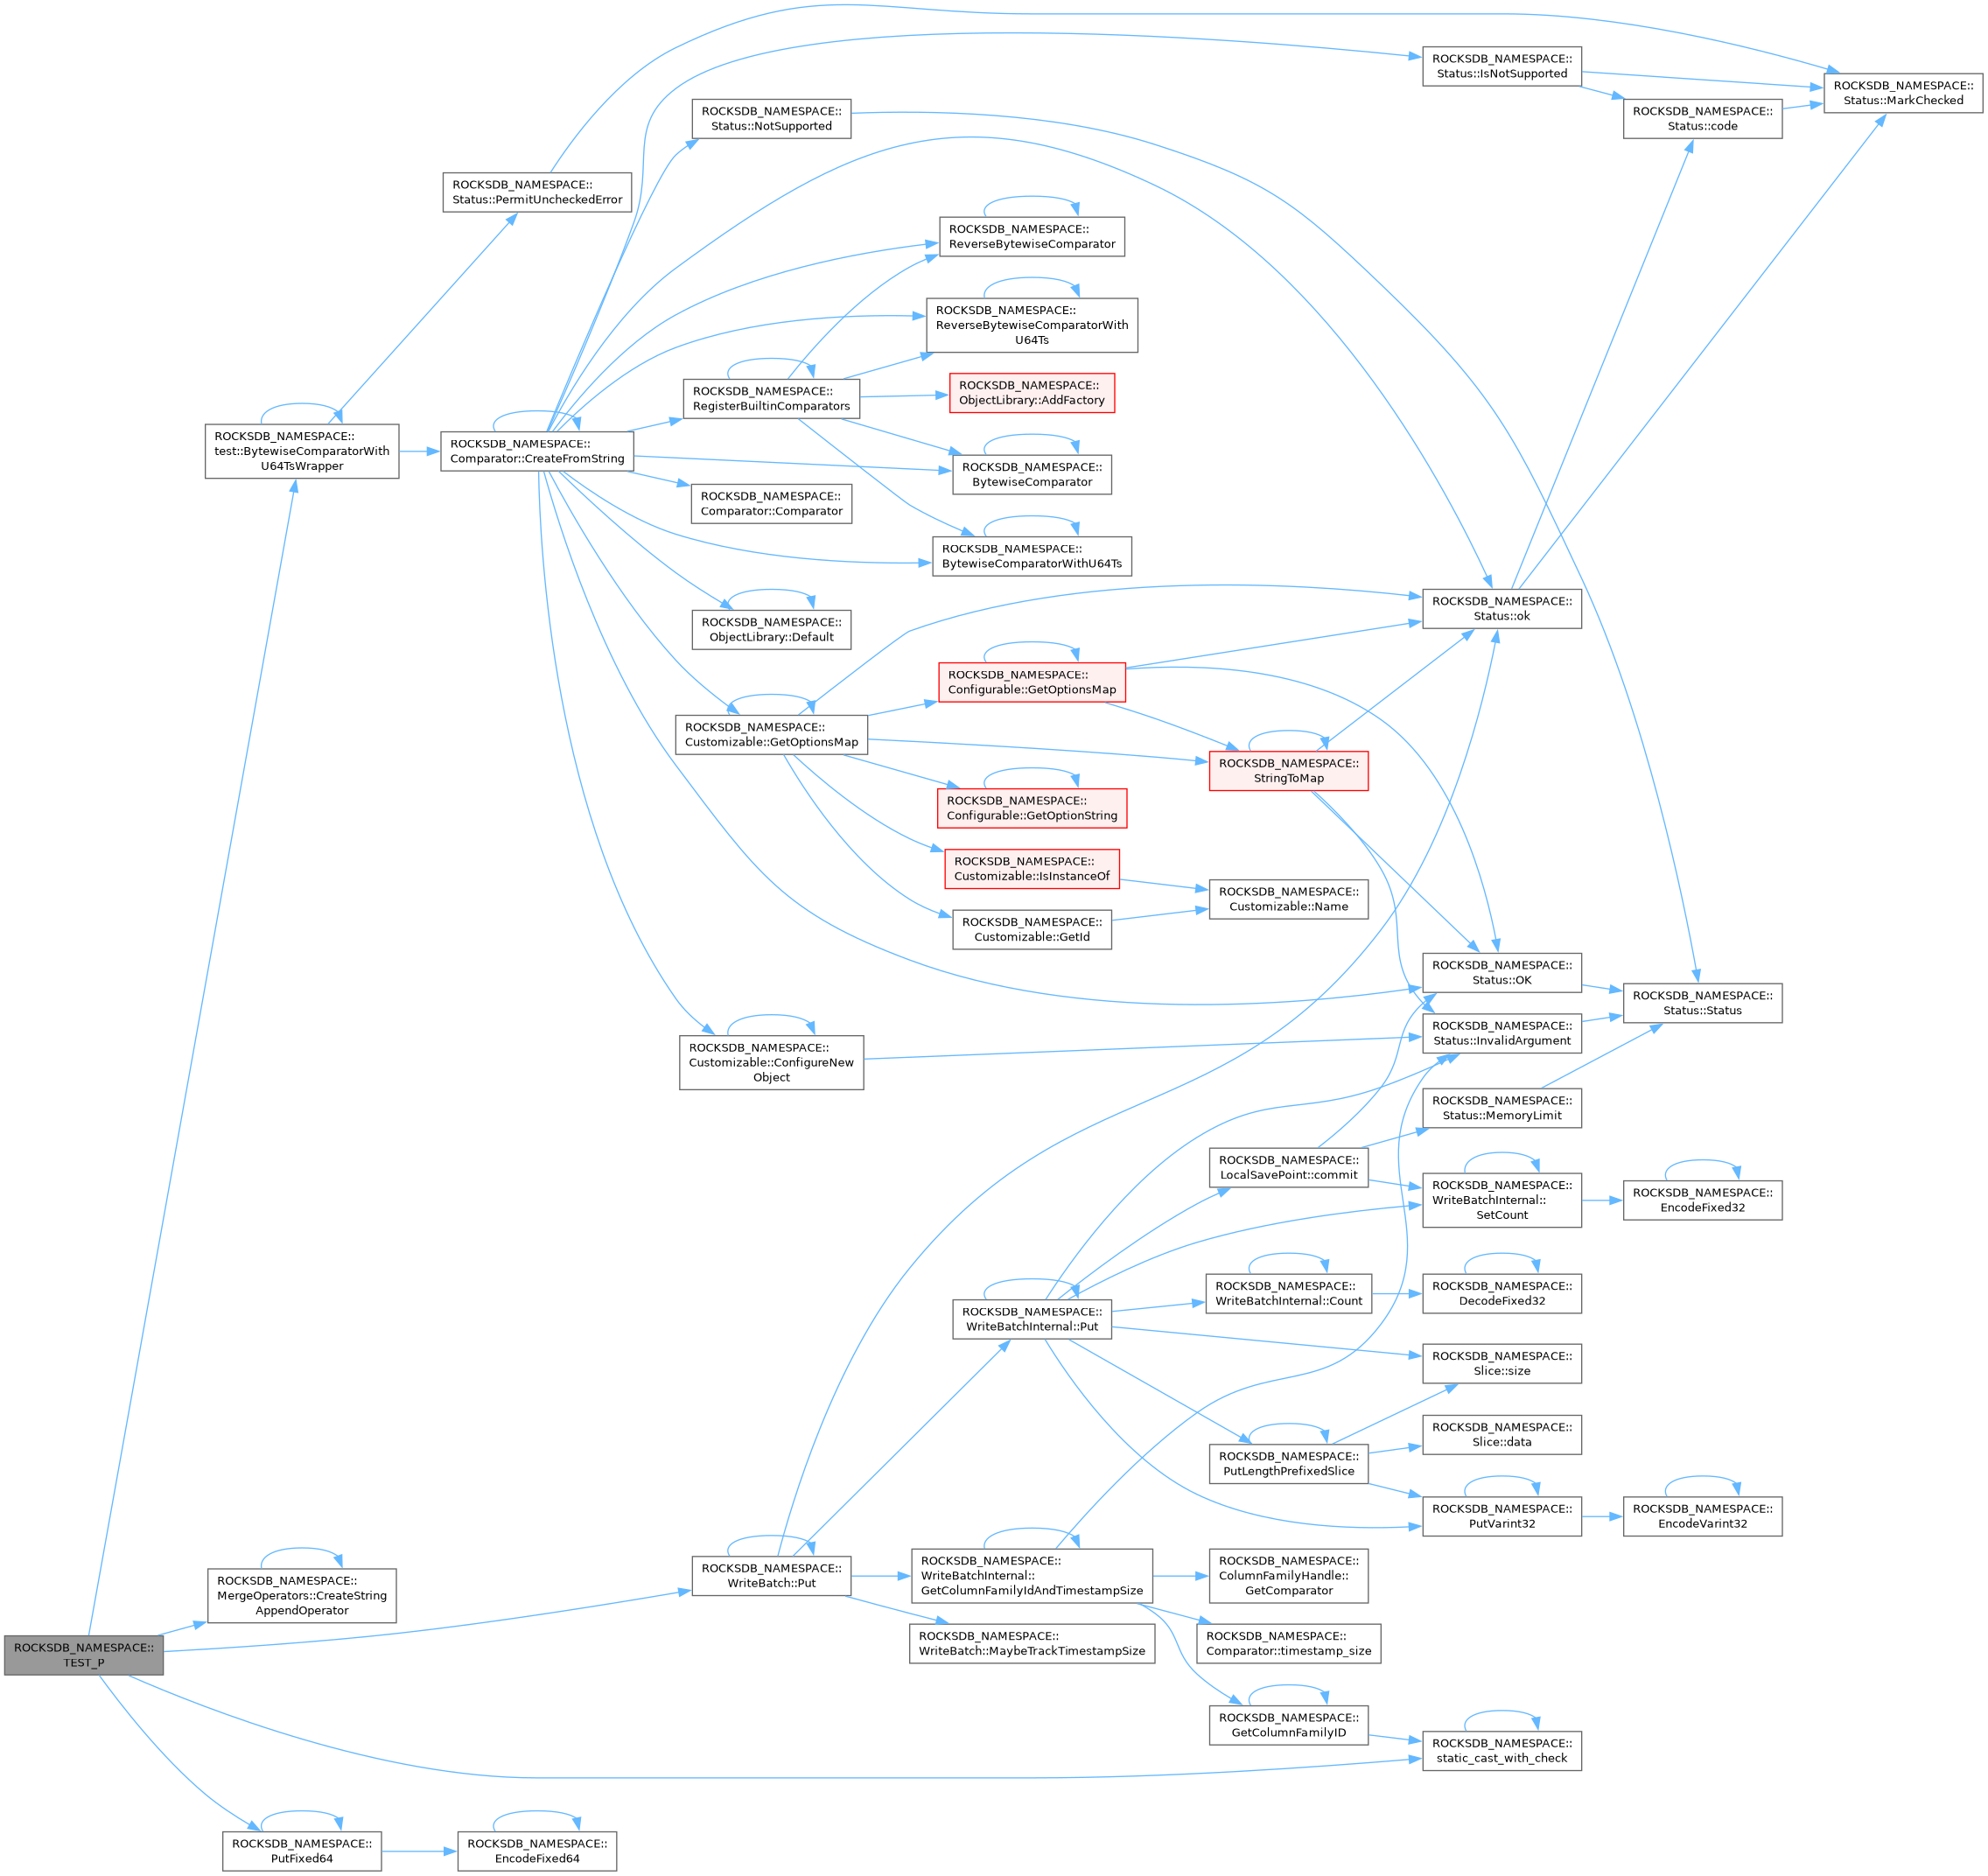 ROCKSDB_NAMESPACE::
TEST_P
ROCKSDB_NAMESPACE::
test::BytewiseComparatorWith
U64TsWrapper
ROCKSDB_NAMESPACE::
MergeOperators::CreateString
AppendOperator
ROCKSDB_NAMESPACE::
PutFixed64
ROCKSDB_NAMESPACE::
Status::PermitUncheckedError
ROCKSDB_NAMESPACE::
Comparator::CreateFromString
ROCKSDB_NAMESPACE::
EncodeFixed64
ROCKSDB_NAMESPACE::
Status::NotSupported
ROCKSDB_NAMESPACE::
RegisterBuiltinComparators
ROCKSDB_NAMESPACE::
Comparator::Comparator
ROCKSDB_NAMESPACE::
ObjectLibrary::Default
ROCKSDB_NAMESPACE::
Customizable::GetOptionsMap
ROCKSDB_NAMESPACE::
Customizable::ConfigureNew
Object
ROCKSDB_NAMESPACE::
WriteBatch::Put
ROCKSDB_NAMESPACE::
ReverseBytewiseComparator
ROCKSDB_NAMESPACE::
ReverseBytewiseComparatorWith
U64Ts
ROCKSDB_NAMESPACE::
ObjectLibrary::AddFactory
ROCKSDB_NAMESPACE::
BytewiseComparator
ROCKSDB_NAMESPACE::
BytewiseComparatorWithU64Ts
ROCKSDB_NAMESPACE::
Configurable::GetOptionsMap
ROCKSDB_NAMESPACE::
Configurable::GetOptionString
ROCKSDB_NAMESPACE::
Customizable::IsInstanceOf
ROCKSDB_NAMESPACE::
Customizable::GetId
ROCKSDB_NAMESPACE::
WriteBatchInternal::Put
ROCKSDB_NAMESPACE::
WriteBatchInternal::
GetColumnFamilyIdAndTimestampSize
ROCKSDB_NAMESPACE::
WriteBatch::MaybeTrackTimestampSize
ROCKSDB_NAMESPACE::
StringToMap
ROCKSDB_NAMESPACE::
Customizable::Name
ROCKSDB_NAMESPACE::
LocalSavePoint::commit
ROCKSDB_NAMESPACE::
WriteBatchInternal::Count
ROCKSDB_NAMESPACE::
PutLengthPrefixedSlice
ROCKSDB_NAMESPACE::
ColumnFamilyHandle::
GetComparator
ROCKSDB_NAMESPACE::
Comparator::timestamp_size
ROCKSDB_NAMESPACE::
GetColumnFamilyID
ROCKSDB_NAMESPACE::
Status::IsNotSupported
ROCKSDB_NAMESPACE::
Status::ok
ROCKSDB_NAMESPACE::
Status::OK
ROCKSDB_NAMESPACE::
Status::InvalidArgument
ROCKSDB_NAMESPACE::
Status::MemoryLimit
ROCKSDB_NAMESPACE::
WriteBatchInternal::
SetCount
ROCKSDB_NAMESPACE::
DecodeFixed32
ROCKSDB_NAMESPACE::
Slice::size
ROCKSDB_NAMESPACE::
Slice::data
ROCKSDB_NAMESPACE::
PutVarint32
ROCKSDB_NAMESPACE::
static_cast_with_check
ROCKSDB_NAMESPACE::
Status::code
ROCKSDB_NAMESPACE::
Status::Status
ROCKSDB_NAMESPACE::
EncodeFixed32
ROCKSDB_NAMESPACE::
EncodeVarint32
ROCKSDB_NAMESPACE::
Status::MarkChecked